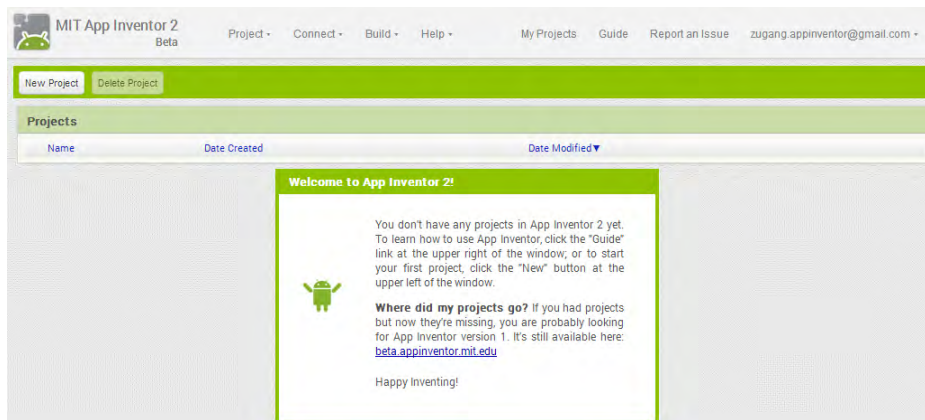 MIT App Inventor 2
Beta
Project Connect Build Help My Projects Guide Report an Issue zugang.appinventor@gmail.com
New Project Delete Project
Projects
Name Date Created Date Modified▼
Welcome to App Inventor 2!
You don't have any projects in App Inventor 2 yet.
To learn how to use App Inventor, click the "Guide"
link at the upper right of the window; or to start
your first project, click the "New" button at the
upper left of the window.
Where did my projects go? If you had projects
but now they're missing, you are probably looking
for App Inventor version 1. It's still available here:
beta.appinventor.mit.edu
Happy Inventing!